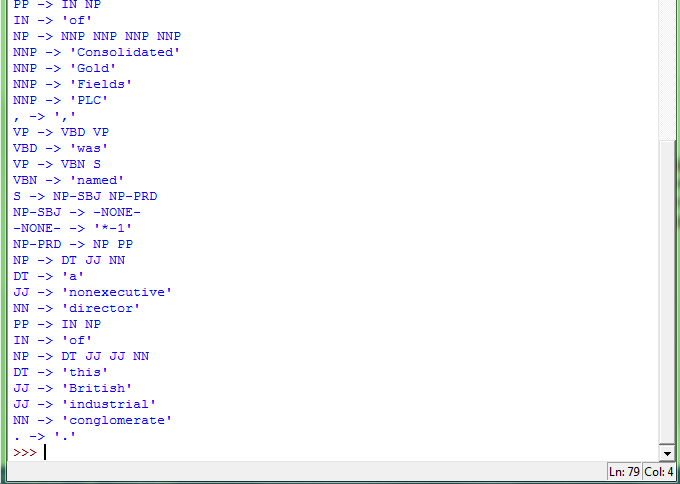 PP -> IN NP
IN -> 'of'
NP -> NNP NNP NNP NNP
NNP -> 'Consolidated'
NNP -> 'Gold'
NNP -> 'Fields'
NNP -> 'PLC'
, -> ','
VP -> VBD VP
VBD -> 'was'
VP -> VBN S
VBN -> 'named'
S -> NP-SBJ NP-PRD
NP-SBJ -> -NONE-
-NONE- -> '*-1'
NP-PRD -> NP PP
NP -> DT JJ NN
DT -> 'a'
JJ -> 'nonexecutive'
NN -> 'director'
PP -> IN NP
IN -> 'of'
NP -> DT JJ JJ NN
DT -> 'this'
JJ -> 'British'
JJ -> 'industrial'
NN -> 'conglomerate'
. -> '.'
>>>
Ln: 79 Col: 4